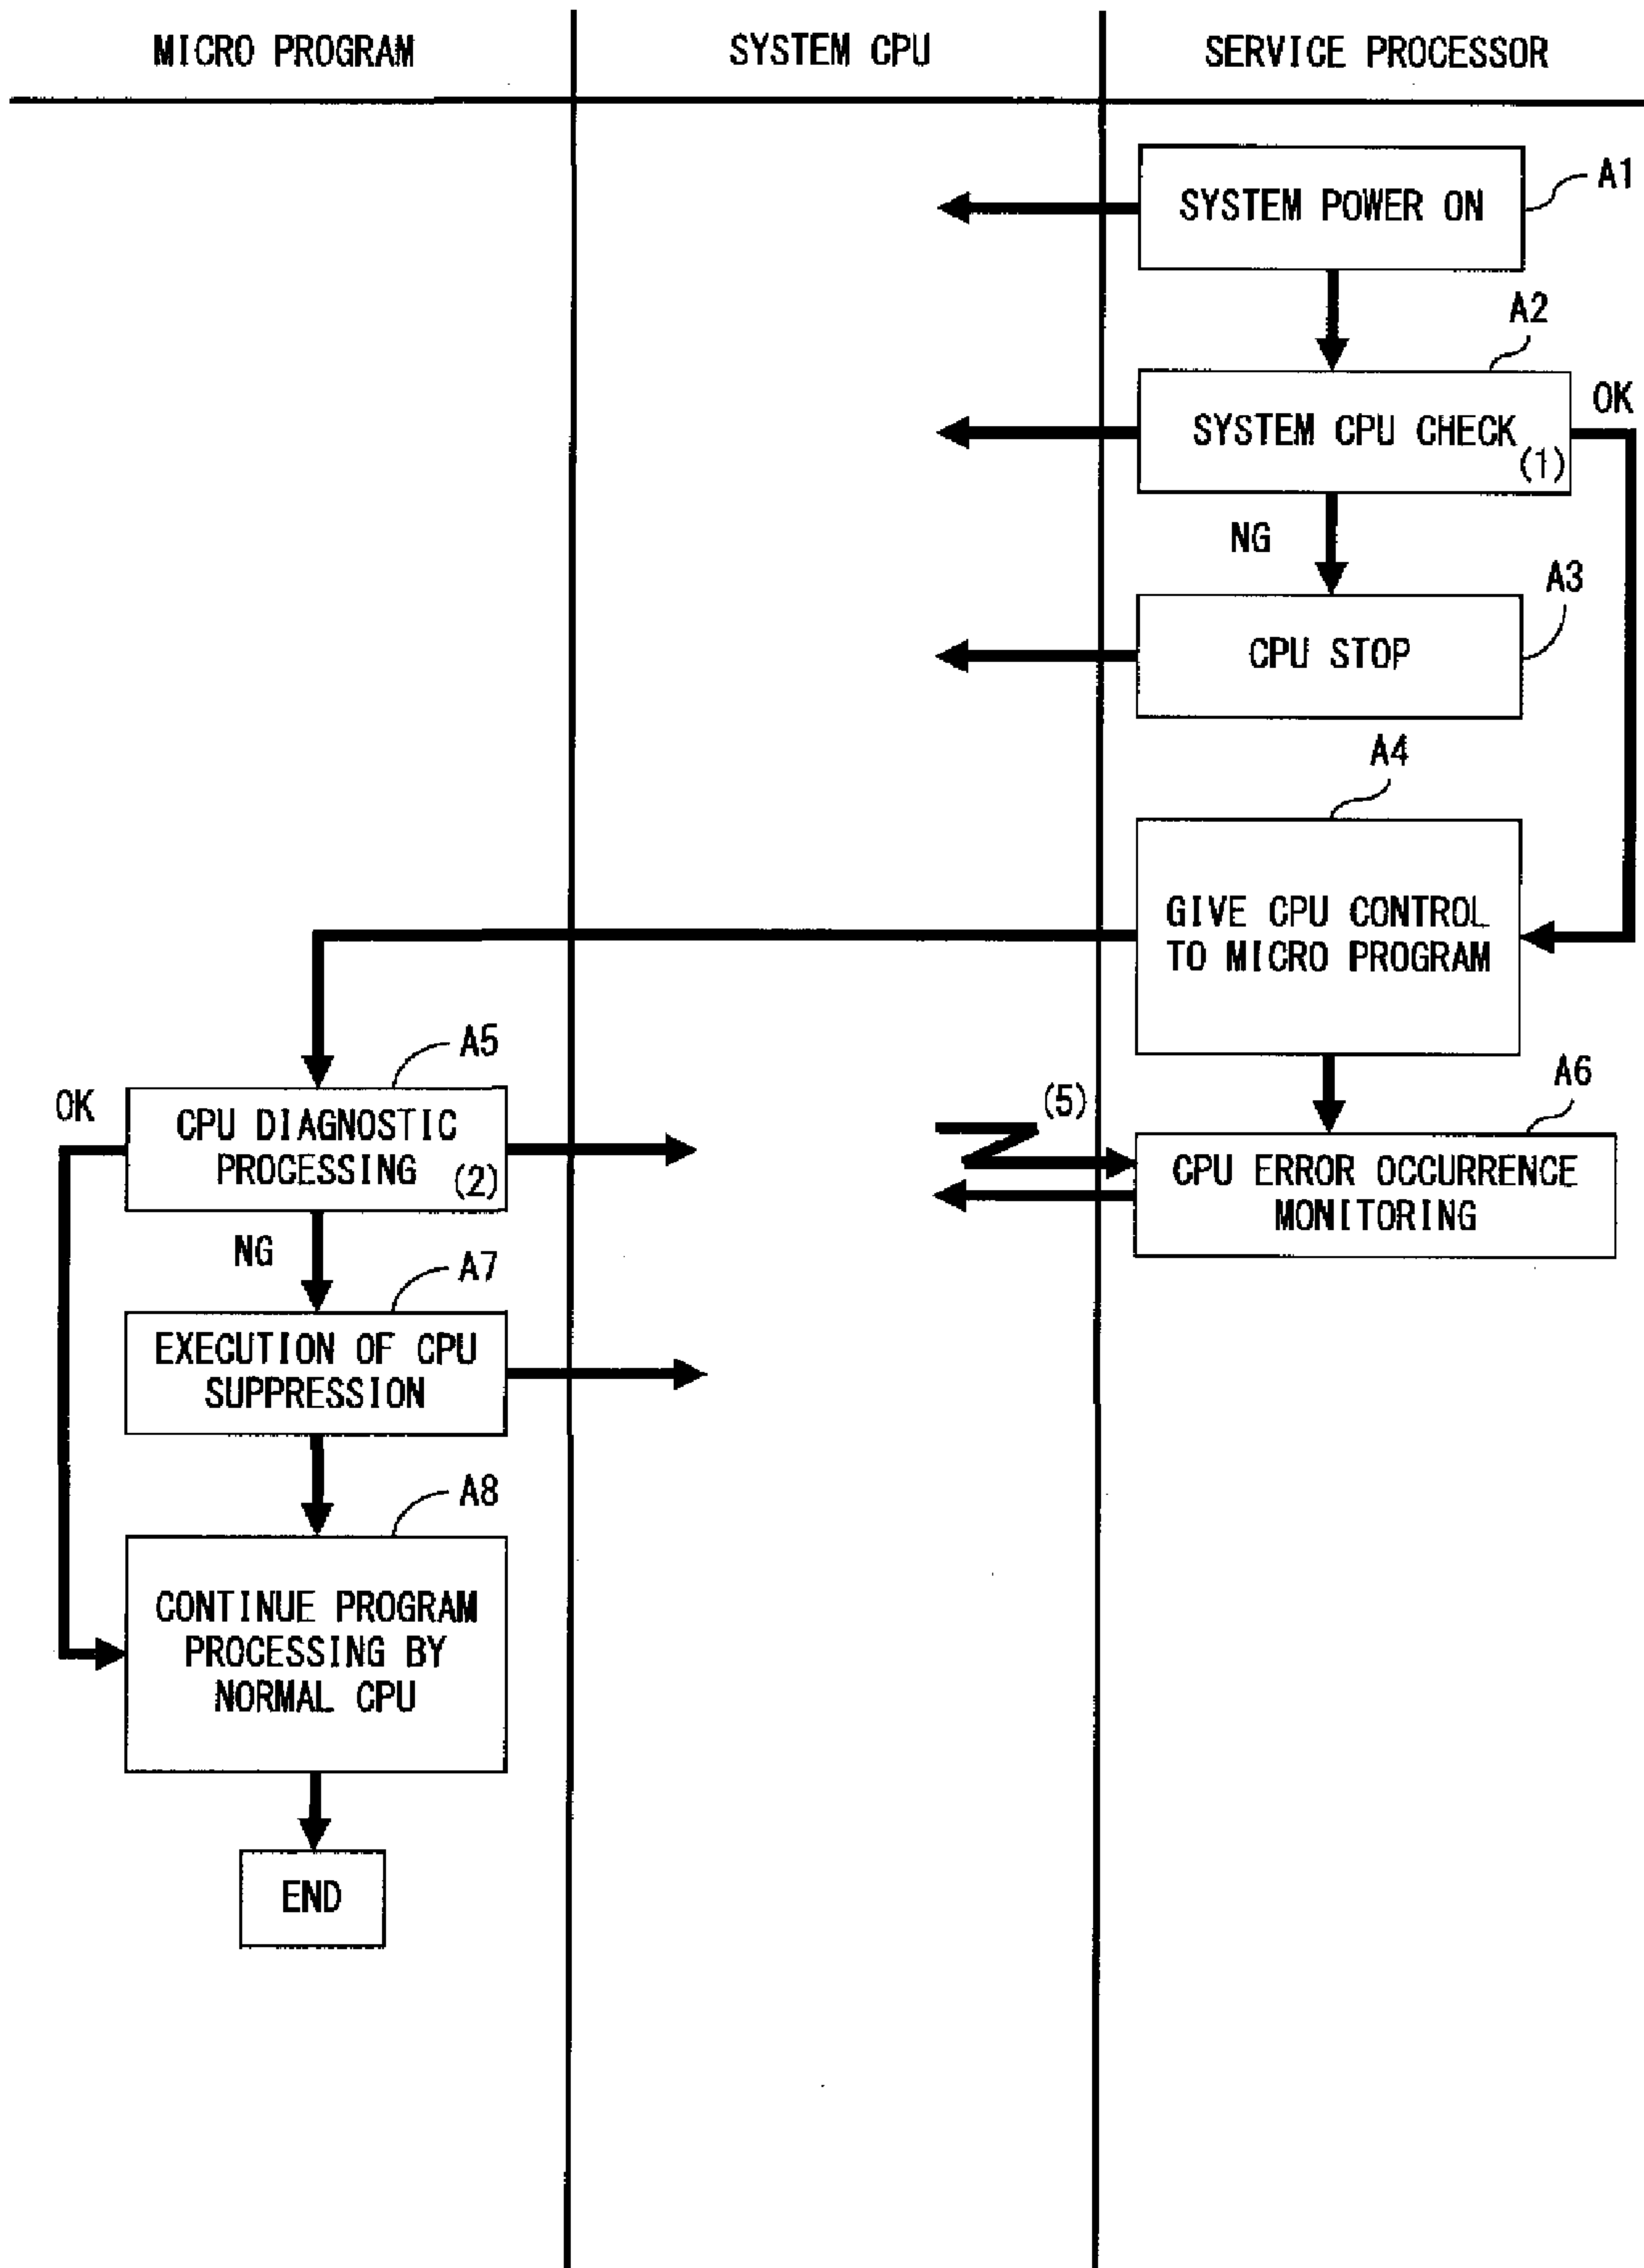 MICRO PROGRAM
SYSTEM CPU
SERVICE PROCESSOR
SYSTEM POWER ON
A1
A2
SYSTEM CPU CHECK
(1)
OK
NG
A3
CPU STOP
A4
GIVE CPU CONTROL
TO MICRO PROGRAM
A5
OK
CPU DIAGNOSTIC
PROCESSING
(2)
(5)
A6
CPU ERROR OCCURRENCE
MONITORING
NG
A7
EXECUTION OF CPU
SUPPRESSION
A8
CONTINUE PROGRAM
PROCESSING BY
NORMAL CPU
END